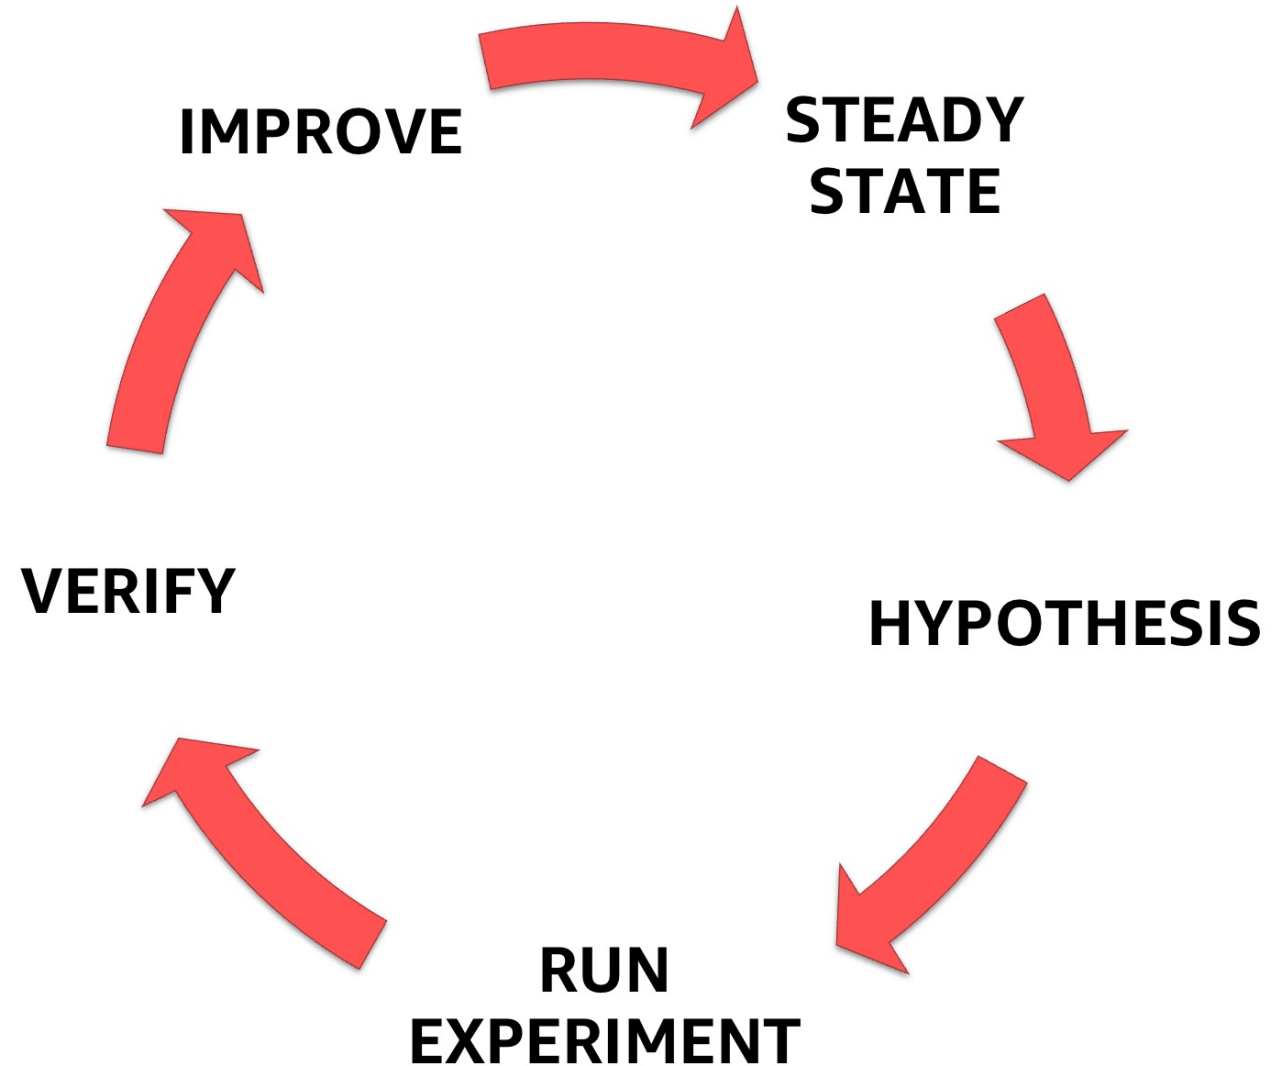 IMPROVE
STEADY
STATE
HYPOTHESIS
RUN
EXPERIMENT
VERIFY